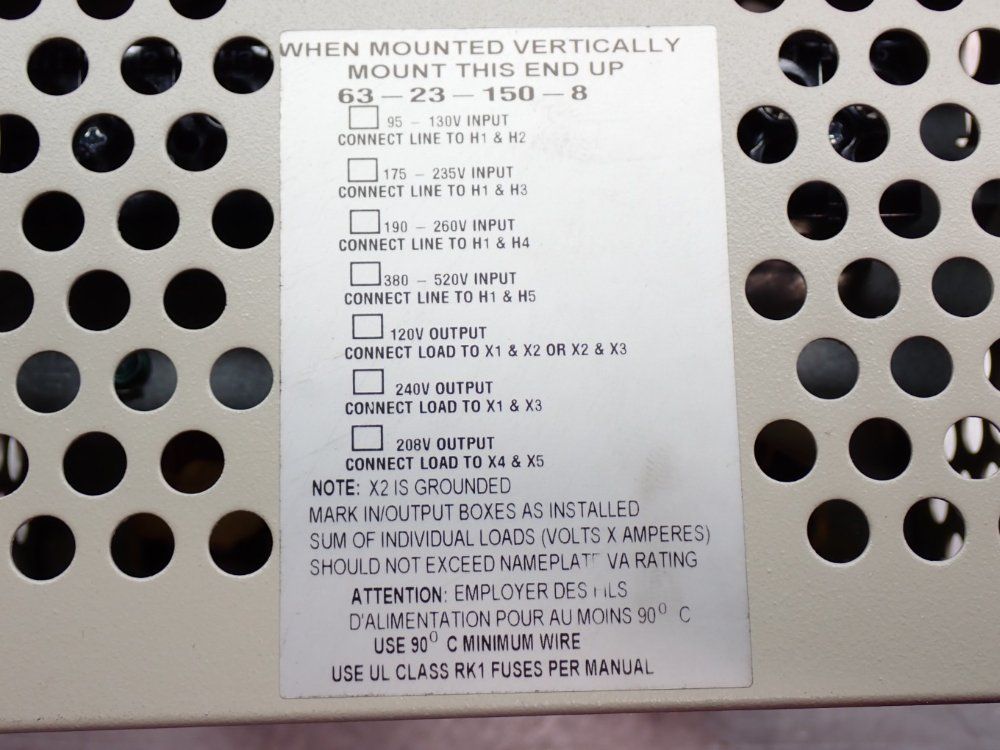 WHEN MOUNTED VERTICALLY
MOUNT THIS END UP
63 – 23 – 150 – 8
95 – 130V INPUT
CONNECT LINE TO H1 & H2
175 – 235V INPUT
CONNECT LINE TO H1 & H3
190 – 260V INPUT
CONNECT LINE TO H1 & H4
380 – 520V INPUT
CONNECT LINE TO H1 & H5
120V OUTPUT
CONNECT LOAD TO X1 & X2 OR X2 & X3
240V OUTPUT
CONNECT LOAD TO X1 & X3
208V OUTPUT
CONNECT LOAD TO X4 & X5
NOTE: X2 IS GROUNDED
MARK IN/OUTPUT BOXES AS INSTALLED
SUM OF INDIVIDUAL LOADS (VOLTS X AMPERES)
SHOULD NOT EXCEED NAMEPLAT VA RATING
ATTENTION: EMPLOYER DES FILS
D'ALIMENTATION POUR AU MOINS 90⁰ C
USE 90⁰ C MINIMUM WIRE
USE UL CLASS RK1 FUSES PER MANUAL